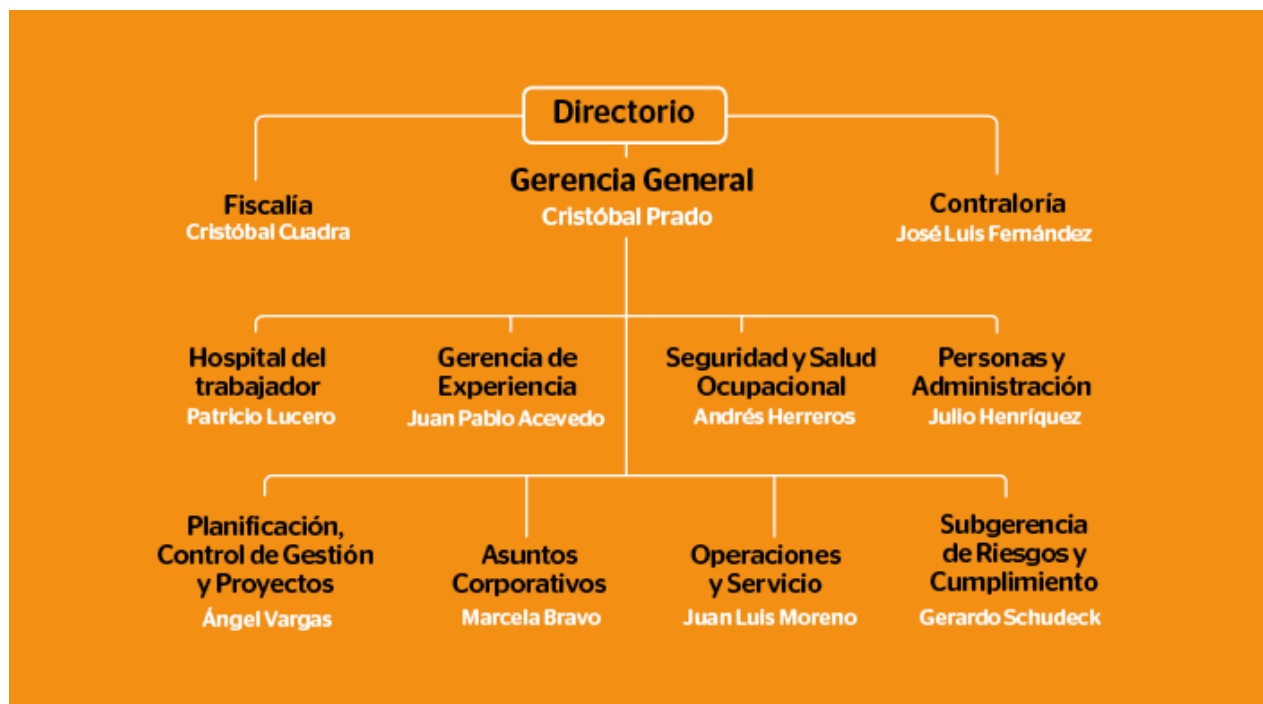 Directorio
Gerencia General
Cristóbal Prado
Fiscalía
Cristóbal Cuadra
Contraloría
José Luis Fernández
Hospital del
trabajador
Patricio Lucero
Gerencia de
Experiencia
Juan Pablo Acevedo
Seguridad y Salud
Ocupacional
Andrés Herreros
Personas y
Administración
Julio Henríquez
Planificación,
Control de Gestión
y Proyectos
Ángel Vargas
Asuntos
Corporativos
Marcela Bravo
Operaciones
y Servicio
Juan Luis Moreno
Subgerencia
de Riesgos y
Cumplimiento
Gerardo Schudeck